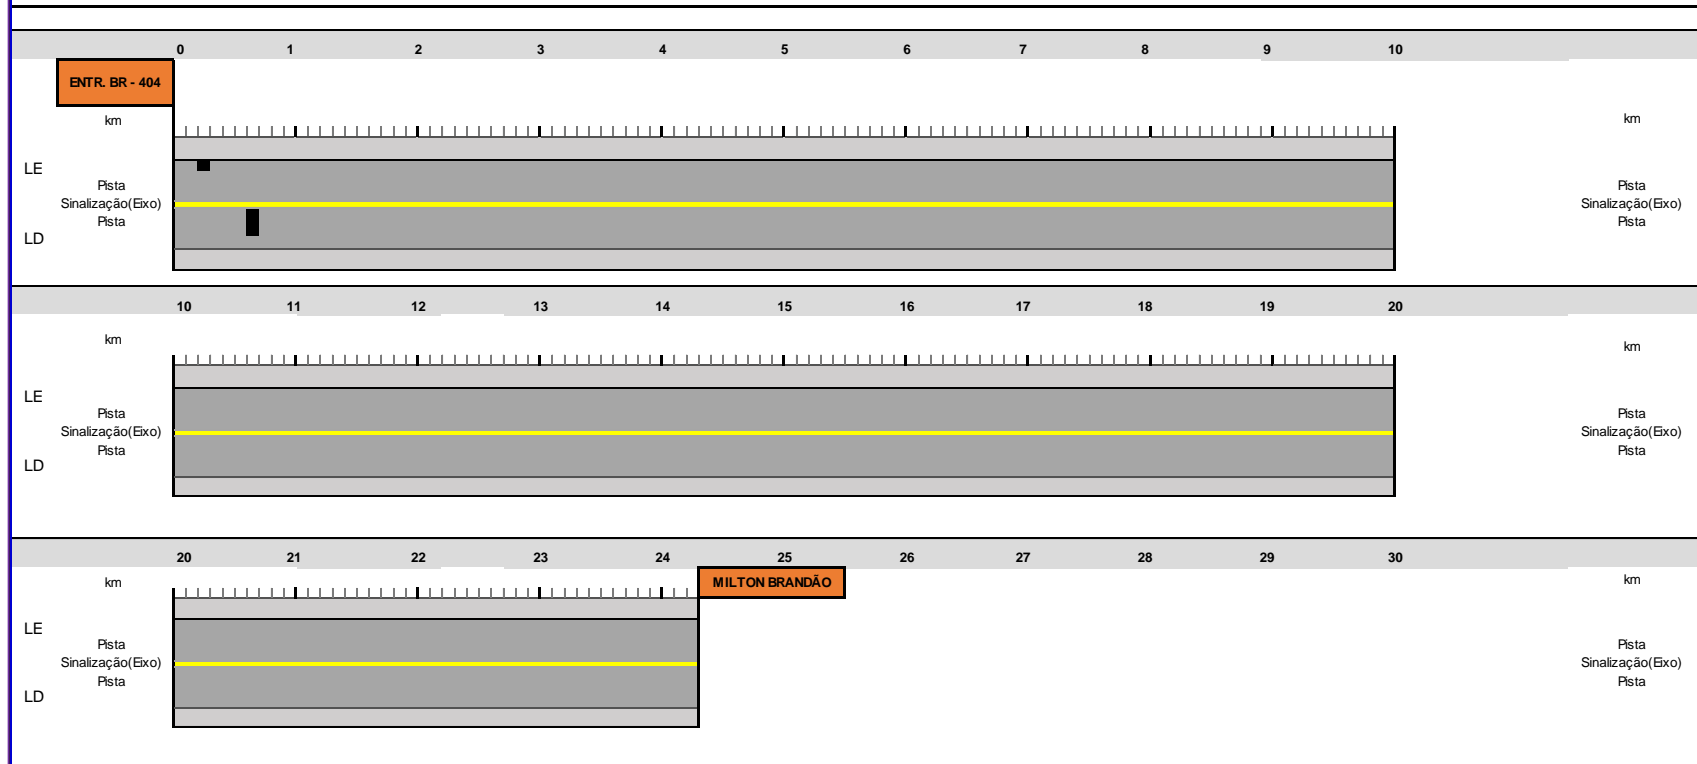 0 1 2 3 4 5 6 7 8 9 10
ENTR. BR - 404
km km
LE
Pista Pista
Sinalização(Eixo) Sinalização(Eixo)
Pista Pista
LD
10 11 12 13 14 15 16 17 18 19 20
km km
LE
Pista Pista
Sinalização(Eixo) Sinalização(Eixo)
Pista Pista
LD
20 21 22 23 24 25 26 27 28 29 30
km MILTON BRANDÃO km
LE
Pista Pista
Sinalização(Eixo) Sinalização(Eixo)
Pista Pista
LD